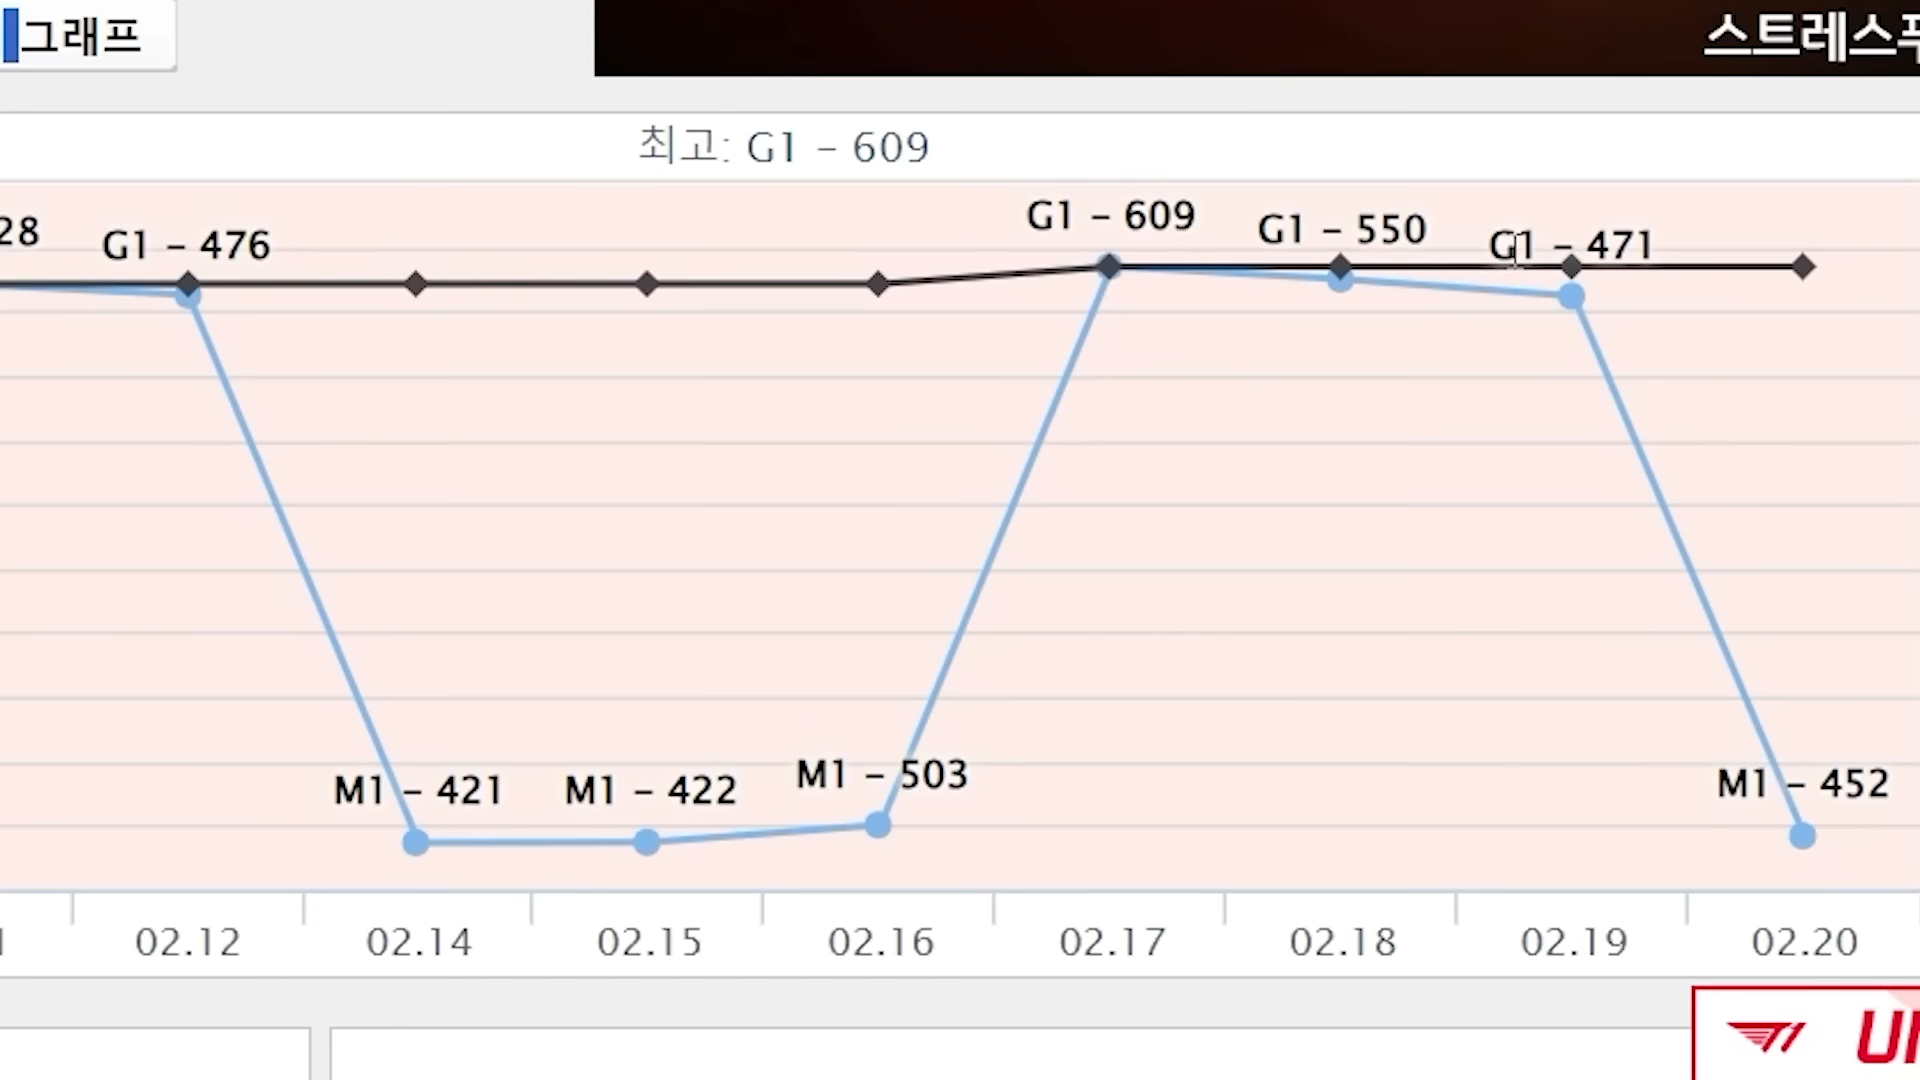 그래프
스트레스
최고: G1 – 609
28
G1 – 476
G1 – 609
G1 – 550
G1 – 471
M1 – 421
M1 – 422
M1 – 503
M1 – 452
02.12
02.14
02.15
02.16
02.17
02.18
02.19
02.20
T1